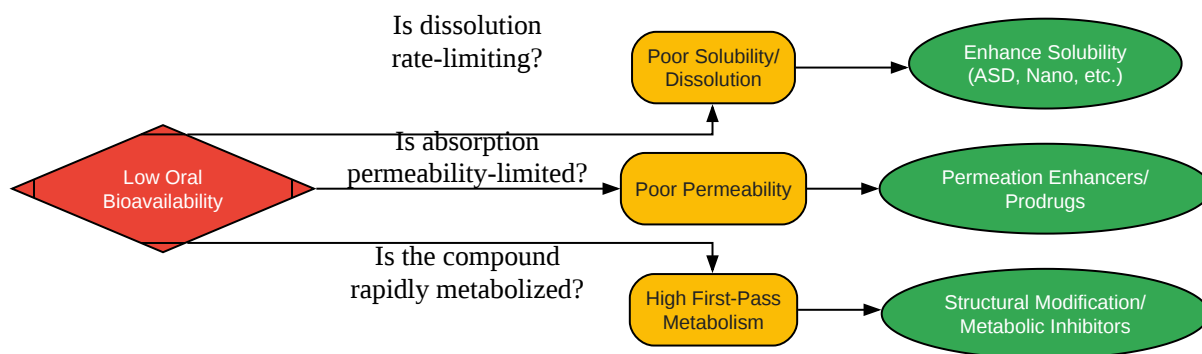 Is dissolution
rate-limiting?
Poor Solubility/
Dissolution
Enhance Solubility
(ASD, Nano, etc.)
Low Oral
Bioavailability
Is absorption
permeability-limited?
Poor Permeability
Permeation Enhancers/
Prodrugs
Is the compound
rapidly metabolized?
High First-Pass
Metabolism
Structural Modification/
Metabolic Inhibitors